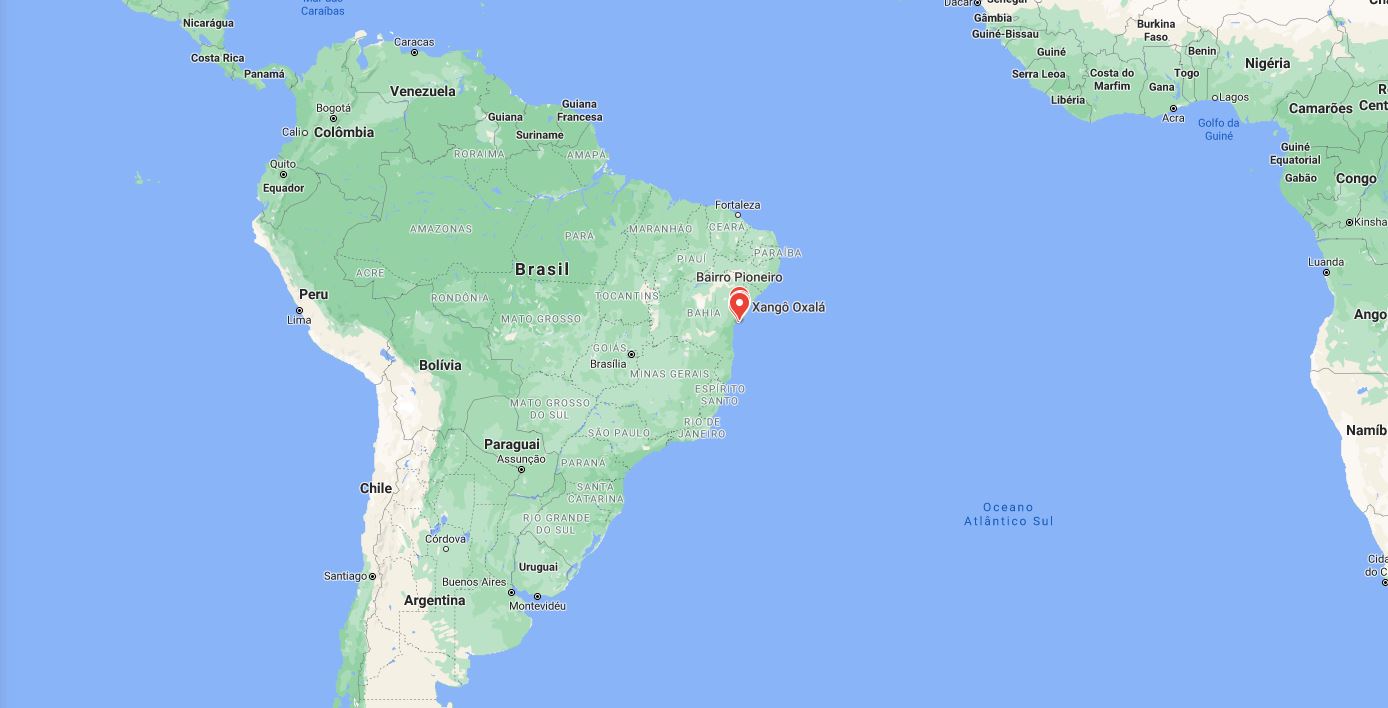 Mar das
Caraíbas
Nicarágua
Costa Rica
Panamá
Caracas
Venezuela
Bogotá
Cali
Colômbia
Quito
Equador
Guiana
Suriname
Guiana
Francesa
RORAIMA
AMAPÁ
AMAZONAS
PARÁ
MARANHÃO
Fortaleza
CEARÁ
PIAUÍ
PARAÍBA
Bairro Pioneiro
Xangô Oxalá
BAHIA
TOCANTINS
Brasil
ACRE
RONDÔNIA
MATO GROSSO
Peru
Lima
GOIÁS
Brasília
MINAS GERAIS
ESPÍRITO
SANTO
Bolívia
MATO GROSSO
DO SUL
RIO DE
JANEIRO
SÃO PAULO
Paraguai
Assunção
PARANÁ
SANTA
CATARINA
Chile
RIO GRANDE
DO SUL
Córdova
Uruguai
Santiago
Buenos Aires
Argentina
Montevidéu
Oceano
Atlântico Sul
Dacar
Senegal
Gâmbia
Guiné-Bissau
Guiné
Serra Leoa
Libéria
Costa do
Marfim
Burkina
Faso
Gana
Togo
Benin
Acra
Lagos
Nigéria
Golfo da
Guiné
Camarões
Cent
Guiné
Equatorial
Gabão
Congo
Kinsha
Luanda
Ango
Namíb
Cida
do C